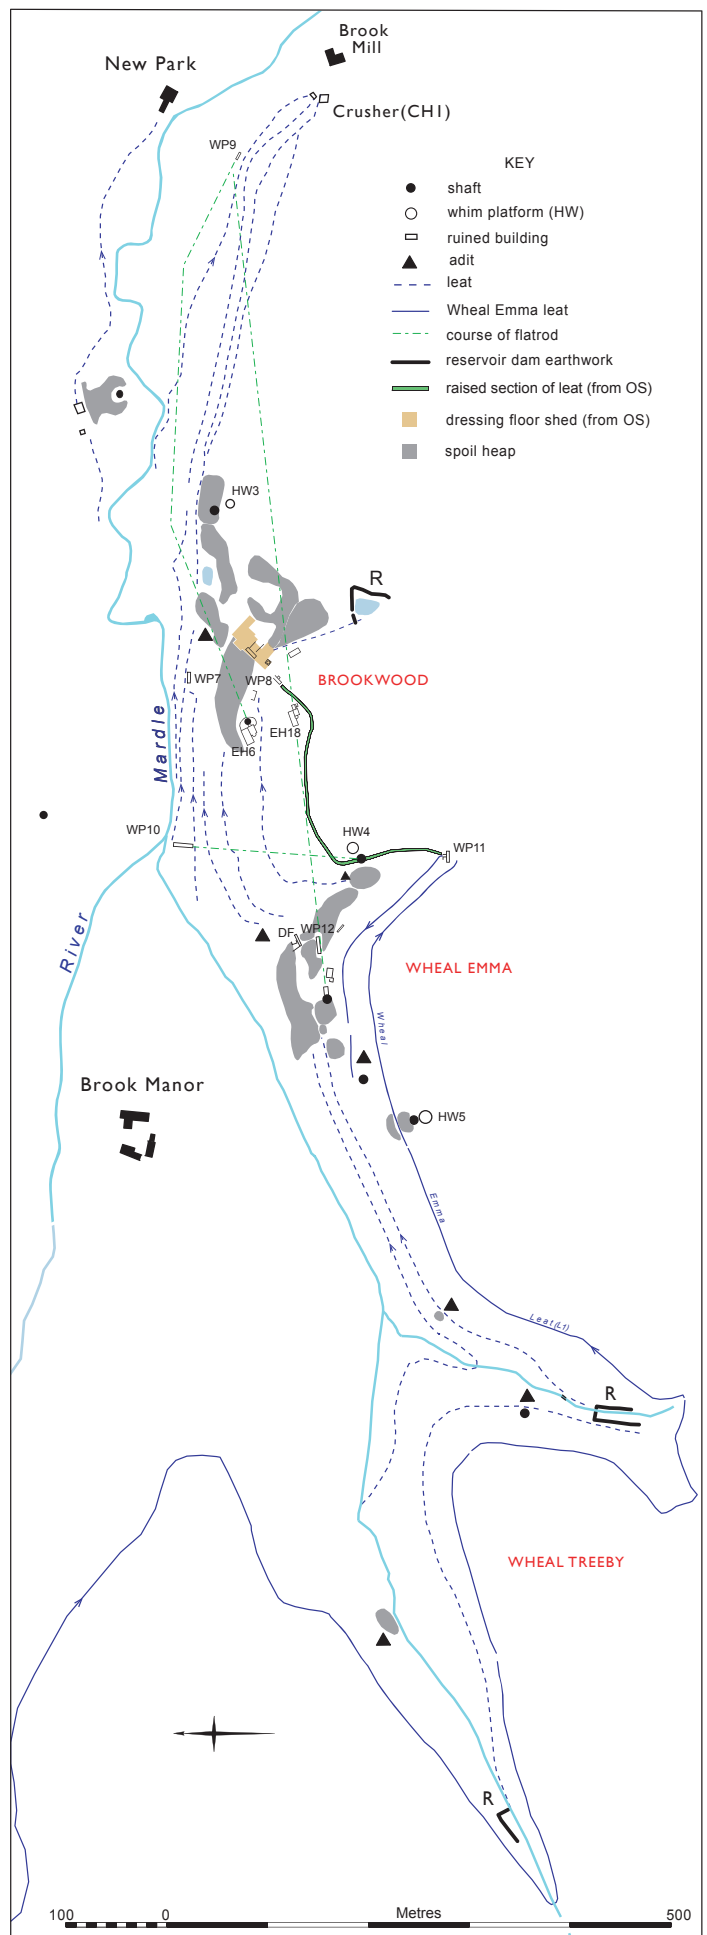 Brook
Mill
New Park
Crusher(CH1)
WP9
KEY
shaft
whim platform (HW)
ruined building
adit
leat
Wheal Emma leat
course of flatrod
reservoir dam earthwork
raised section of leat (from OS)
dressing floor shed (from OS)
spoil heap
HW3
R
WP7
WP8
BROOKWOOD
Mardle
EH18
EH6
WP10
HW4
WP11
DF
WP12
River
WHEAL EMMA
Wheal
Brook Manor
HW5
Emma
Leat(L1)
R
WHEAL TREEBY
R
100
0
Metres
500